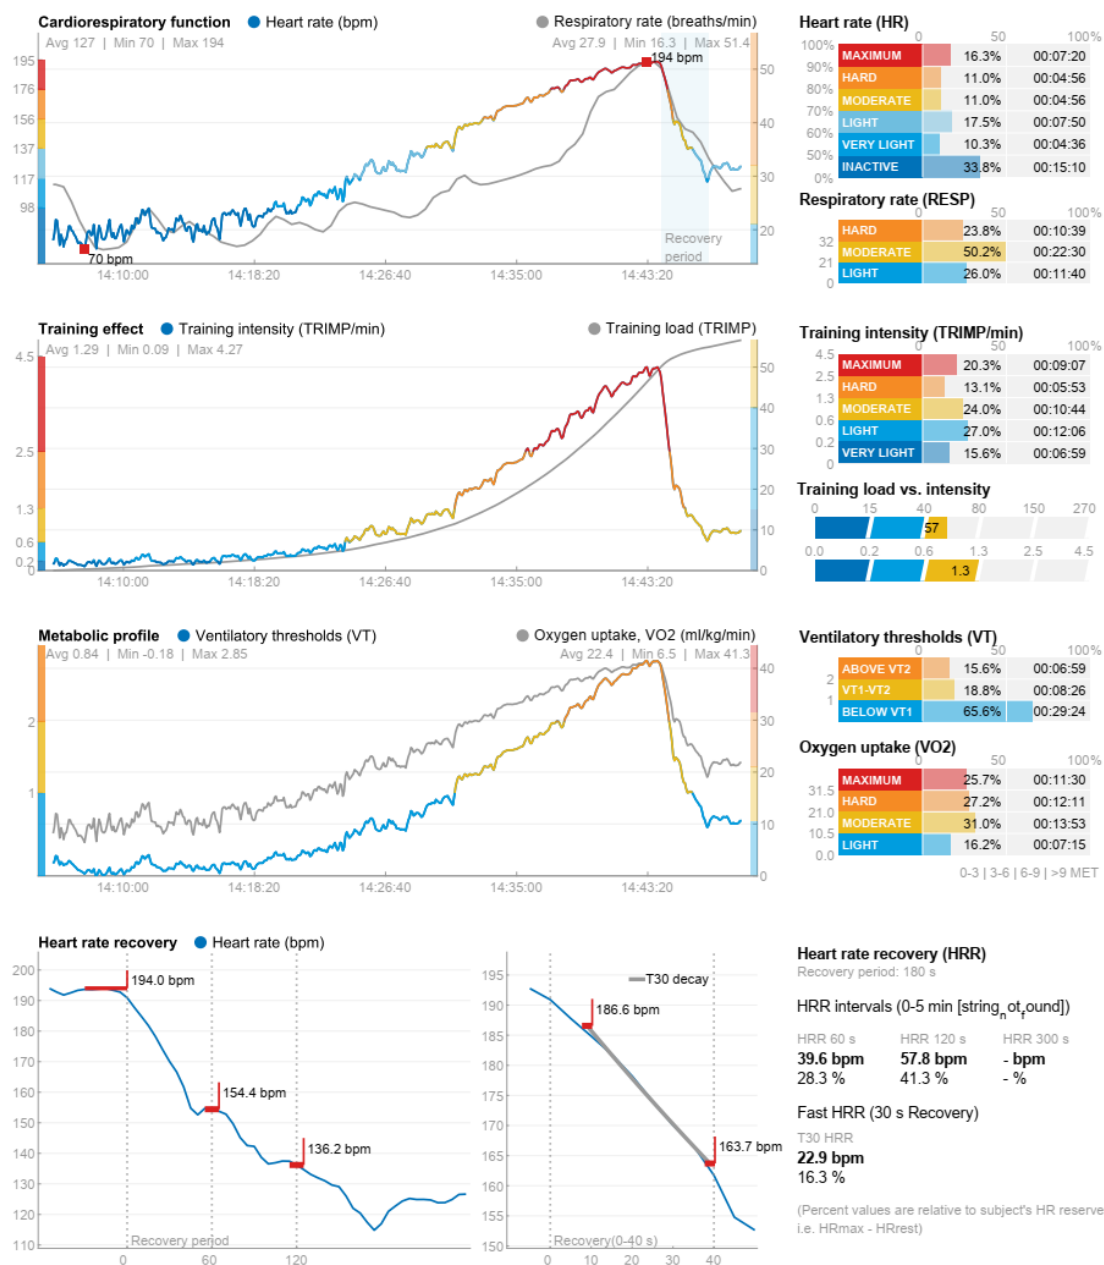 Cardiorespiratory function Heart rate (bpm) Respiratory rate (breaths/min)
Avg 127 | Min 70 | Max 194 Avg 27.9 | Min 16.3 | Max 51.4
195
176
156
137
117
98
50
40
30
20
194 bpm
70 bpm
Recovery
period
14:10:00 14:18:20 14:26:40 14:35:00 14:43:20
Heart rate (HR)
0 50 100%
100%
90%
80%
70%
60%
50%
0%
MAXIMUM 16.3% 00:07:20
HARD 11.0% 00:04:56
MODERATE 11.0% 00:04:56
LIGHT 17.5% 00:07:50
VERY LIGHT 10.3% 00:04:36
INACTIVE 33.8% 00:15:10
Respiratory rate (RESP)
0 50 100%
32
21
0
HARD 23.8% 00:10:39
MODERATE 50.2% 00:22:30
LIGHT 26.0% 00:11:40
Training effect Training intensity (TRIMP/min) Training load (TRIMP)
Avg 1.29 | Min 0.09 | Max 4.27
4.5
2.5
1.3
0.6
0.2
0
50
40
30
20
10
0
14:10:00 14:18:20 14:26:40 14:35:00 14:43:20
Training intensity (TRIMP/min)
0 50 100%
4.5
2.5
1.3
0.6
0.2
0
MAXIMUM 20.3% 00:09:07
HARD 13.1% 00:05:53
MODERATE 24.0% 00:10:44
LIGHT 27.0% 00:12:06
VERY LIGHT 15.6% 00:06:59
Training load vs. intensity
0 15 40 80 150 270
57
0.0 0.2 0.6 1.3 2.5 4.5
1.3
Metabolic profile Ventilatory thresholds (VT) Oxygen uptake, VO2 (ml/kg/min)
Avg 0.84 | Min -0.18 | Max 2.85 Avg 22.4 | Min 6.5 | Max 41.3
2
1
40
30
20
10
0
14:10:00 14:18:20 14:26:40 14:35:00 14:43:20
Ventilatory thresholds (VT)
0 50 100%
2
1
ABOVE VT2 15.6% 00:06:59
VT1-VT2 18.8% 00:08:26
BELOW VT1 65.6% 00:29:24
Oxygen uptake (VO2)
0 50 100%
31.5
21.0
10.5
0.0
MAXIMUM 25.7% 00:11:30
HARD 27.2% 00:12:11
MODERATE 31.0% 00:13:53
LIGHT 16.2% 00:07:15
0-3 | 3-6 | 6-9 | >9 MET
Heart rate recovery Heart rate (bpm)
200
190
180
170
160
150
140
130
120
110
194.0 bpm
154.4 bpm
136.2 bpm
Recovery period
0 60 120
195
190
185
180
175
170
165
160
155
150
T30 decay
186.6 bpm
163.7 bpm
Recovery(0-40 s)
0 10 20 30 40
Heart rate recovery (HRR)
Recovery period: 180 s
HRR intervals (0-5 min [string_not_found])
HRR 60 s HRR 120 s HRR 300 s
39.6 bpm 57.8 bpm - bpm
28.3 % 41.3 % - %
Fast HRR (30 s Recovery)
T30 HRR
22.9 bpm
16.3 %
(Percent values are relative to subject's HR reserve
i.e. HRmax - HRrest)